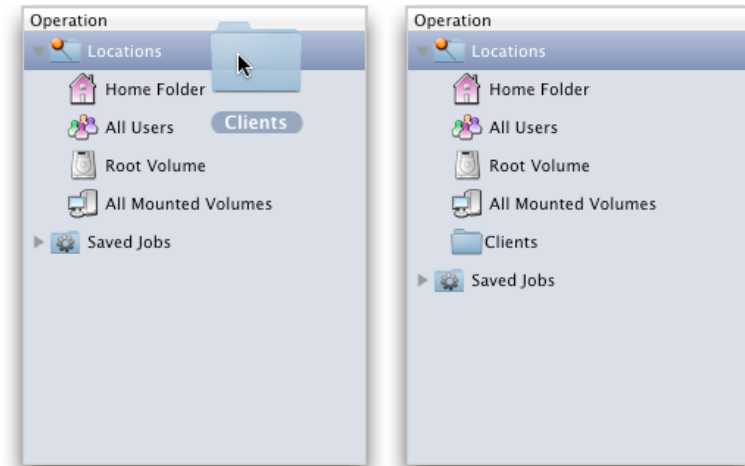 Operation
Locations
Home Folder
All Users
Clients
Root Volume
All Mounted Volumes
Saved Jobs
Operation
Locations
Home Folder
All Users
Root Volume
All Mounted Volumes
Clients
Saved Jobs